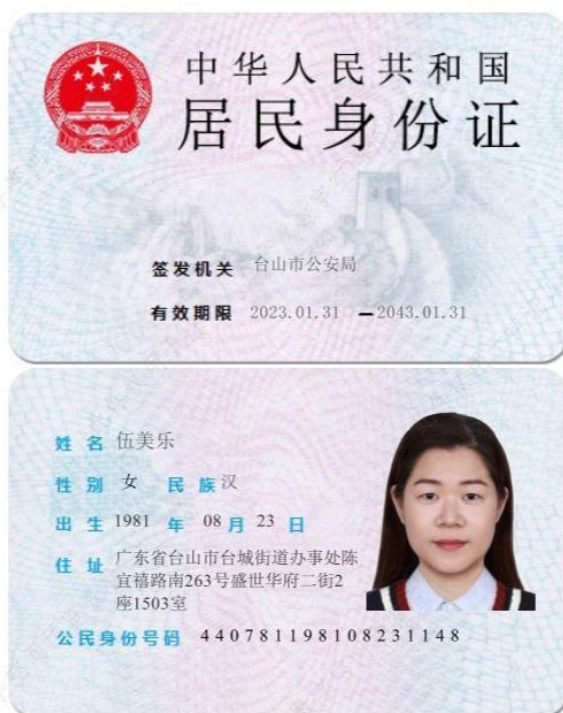 中华人民共和国
居民身份证
签发机关 台山市公安局
有效期限 2023.01.31 —2043.01.31
姓名 伍美乐
性别 女 民族 汉
出生 1981 年 08 月 23 日
住址 广东省台山市台城街道办事处陈
宜禧路南263号盛世华府二街2
座1503室
公民身份号码 440781198108231148